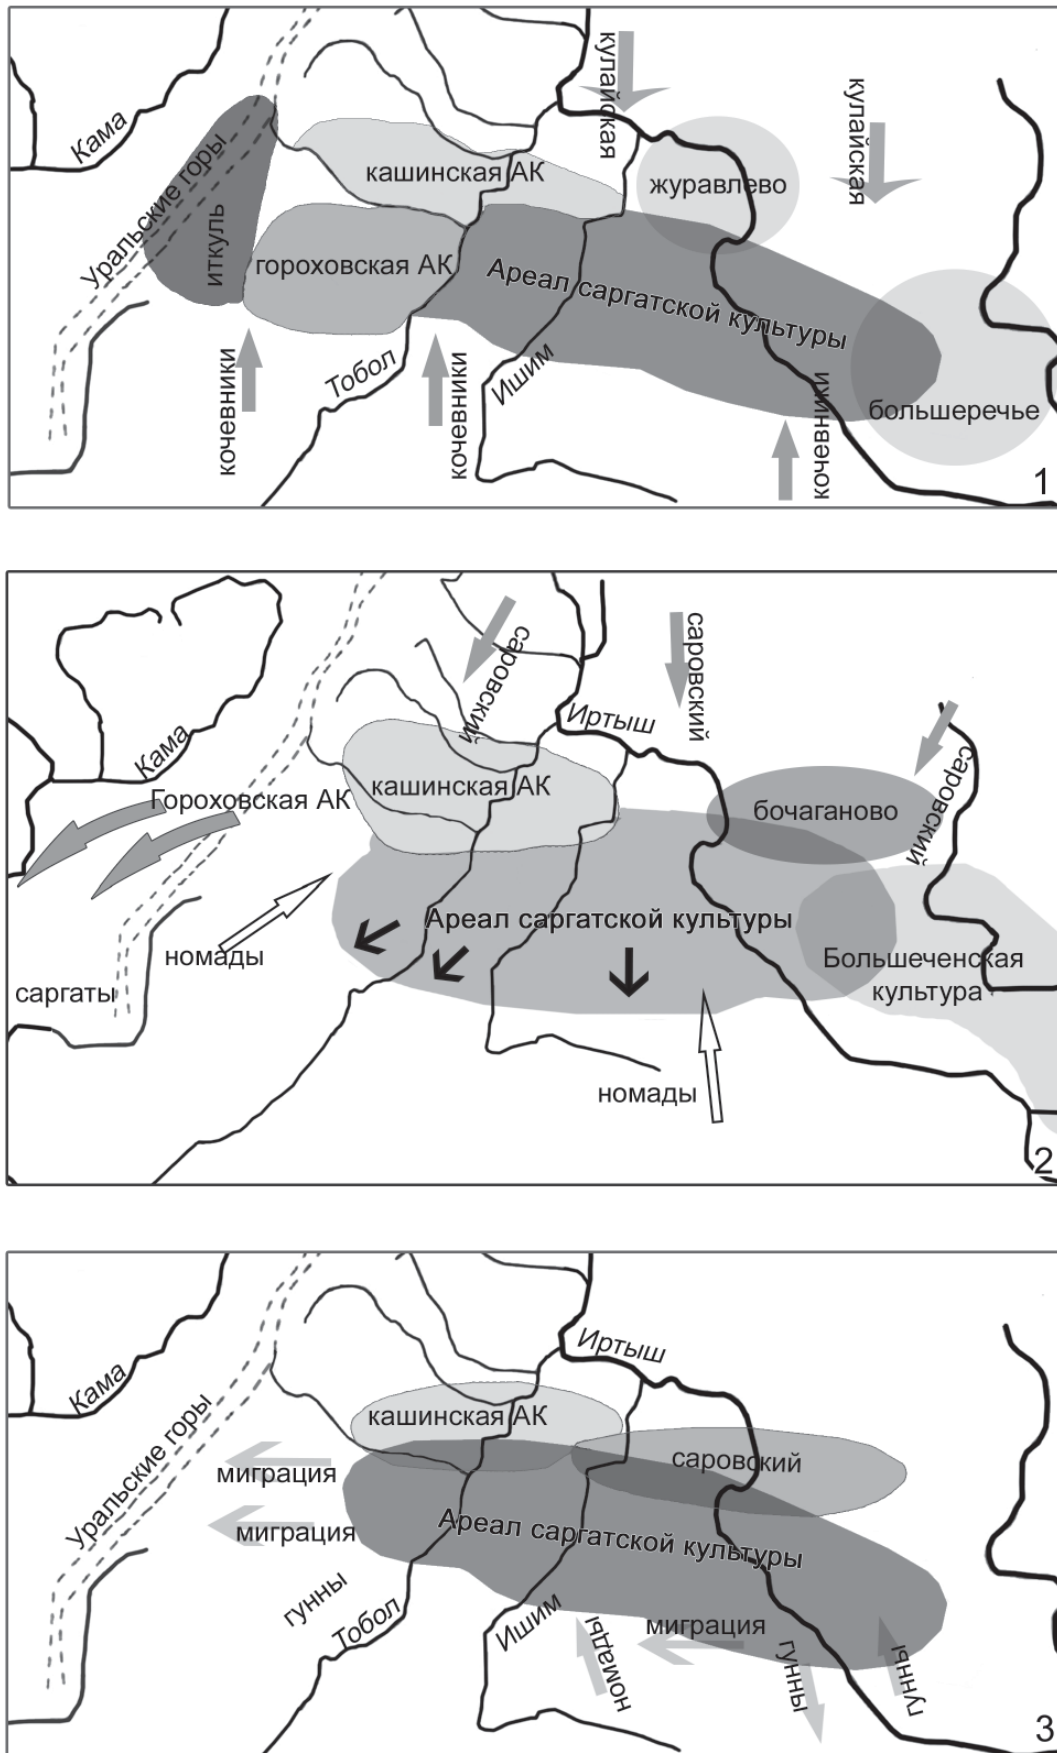 кулайская
кулайская
Кама
Уральские горы
иткуль
кашинская АК
журавлево
гороховская АК
Ареал саргатской культуры
большеречье
кочевники
Тобол
кочевники
Ишим
кочевники
1
саровский
саровский
саровский
Иртыш
Кама
Гороховская АК
кашинская АК
бочаганово
Ареал саргатской культуры
Большеченская
культура
номады
саргаты
номады
2
Иртыш
Кама
Уральские горы
кашинская АК
саровский
миграция
миграция
Ареал саргатской культуры
гунны
Тобол
Ишим
номады
миграция
гунны
гунны
3